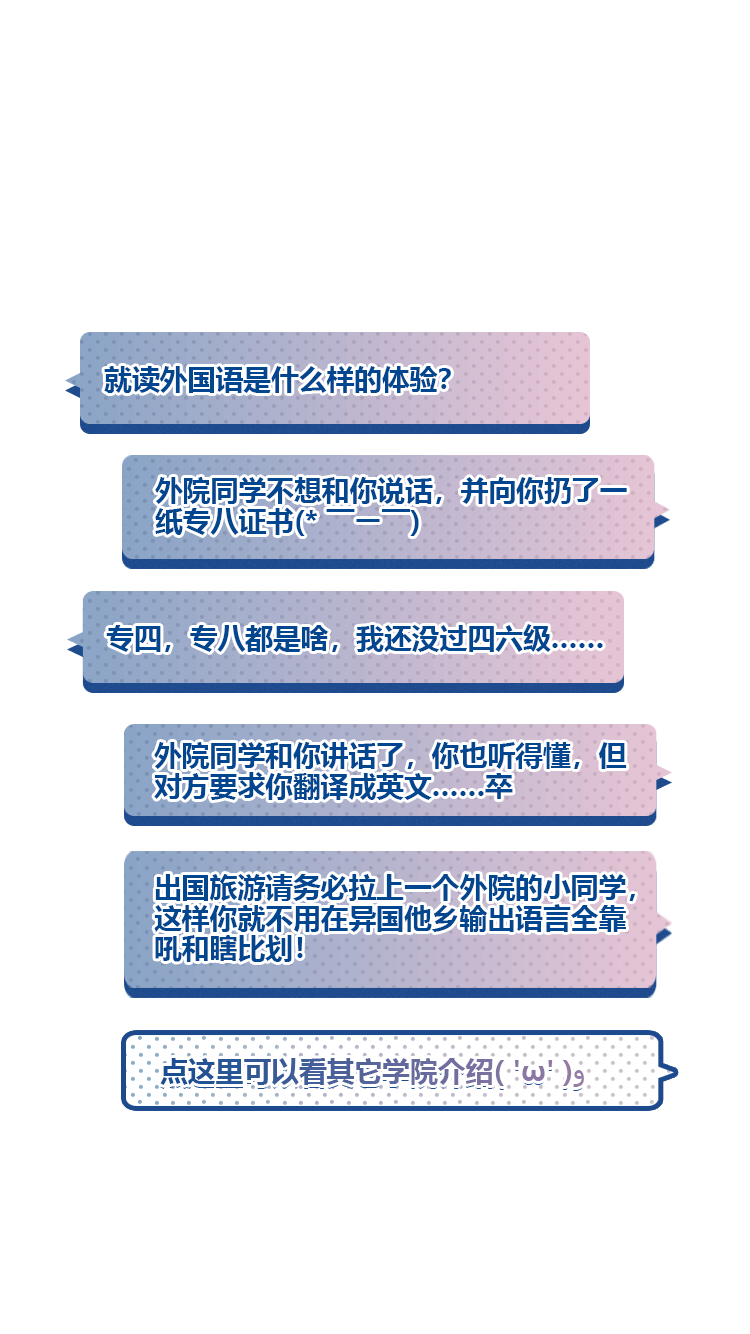 就读外国语是什么样的体验？
外院同学不想和你说话，并向你扔了一
纸专八证书(*￣—￣)
专四，专八都是啥，我还没过四六级……
外院同学和你讲话了，你也听得懂，但
对方要求你翻译成英文……卒
出国旅游请务必拉上一个外院的小同学，
这样你就不用在异国他乡输出语言全靠
吼和瞎比划！
点这里可以看其它学院介绍( 'ω' )و